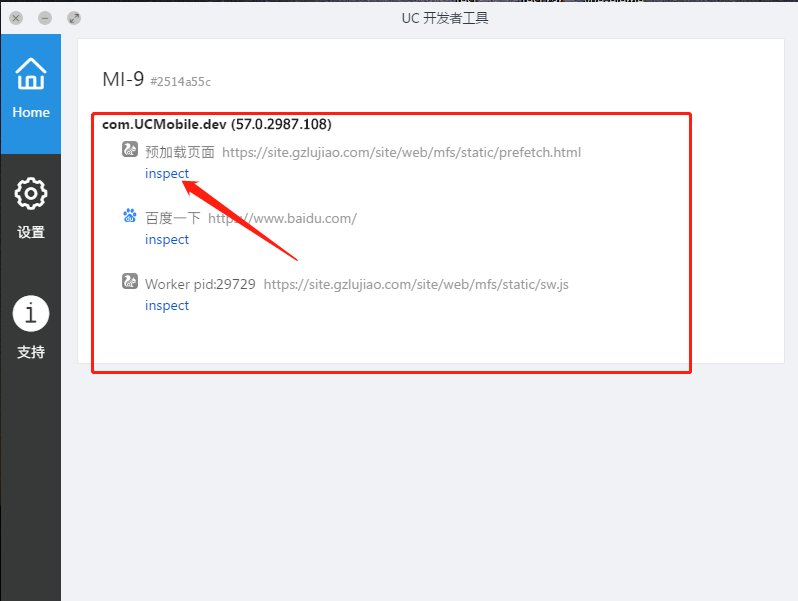 UC 开发者工具
Home
设置
支持
MI-9 #2514a55c
com.UCMobile.dev (57.0.2987.108)
预加载页面 https://site.gzlujiao.com/site/web/mfs/static/prefetch.html
inspect
百度一下 https://www.baidu.com/
inspect
Worker pid:29729 https://site.gzlujiao.com/site/web/mfs/static/sw.js
inspect